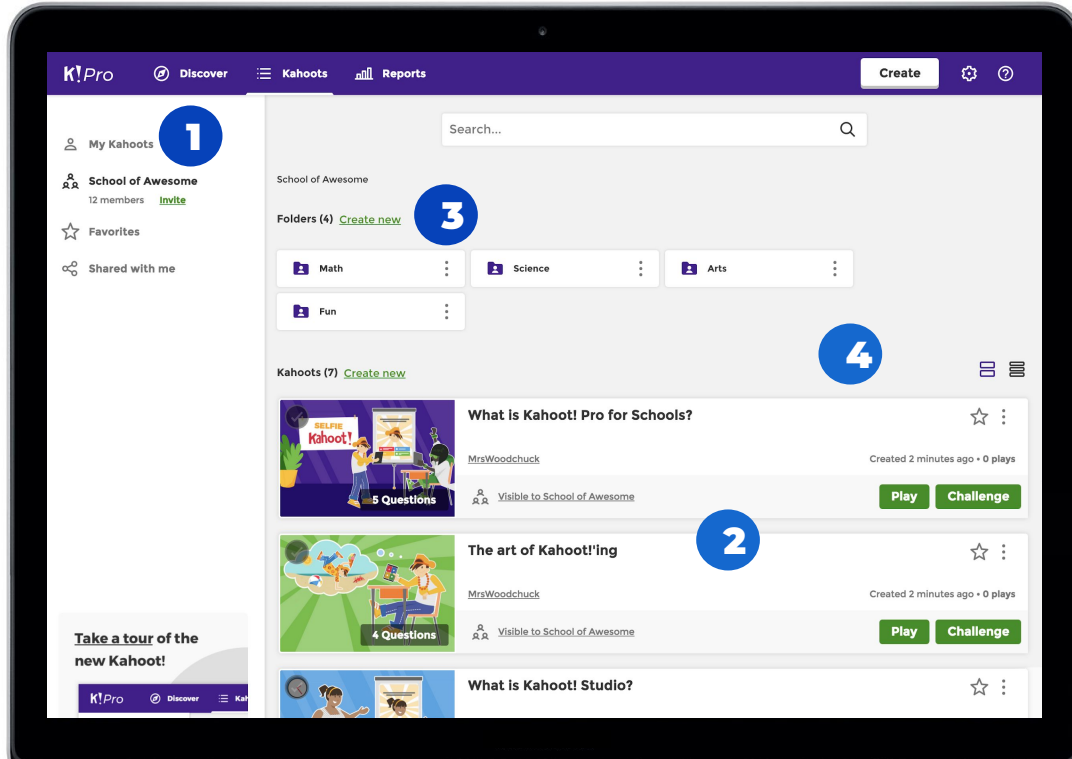 K!Pro Discover Kahoots Reports Create
1
My Kahoots
School of Awesome
12 members Invite
Favorites
Shared with me
Search...
School of Awesome
Folders (4) Create new
3
Math Science Arts
Fun
4
Kahoots (7) Create new
SELFIE
Kahoot!
5 Questions
What is Kahoot! Pro for Schools?
MrsWoodchuck Created 2 minutes ago • 0 plays
Visible to School of Awesome Play Challenge
2
4 Questions
The art of Kahoot!'ing
MrsWoodchuck Created 2 minutes ago • 0 plays
Visible to School of Awesome Play Challenge
What is Kahoot! Studio?
Take a tour of the
new Kahoot!
K!Pro Discover Kah